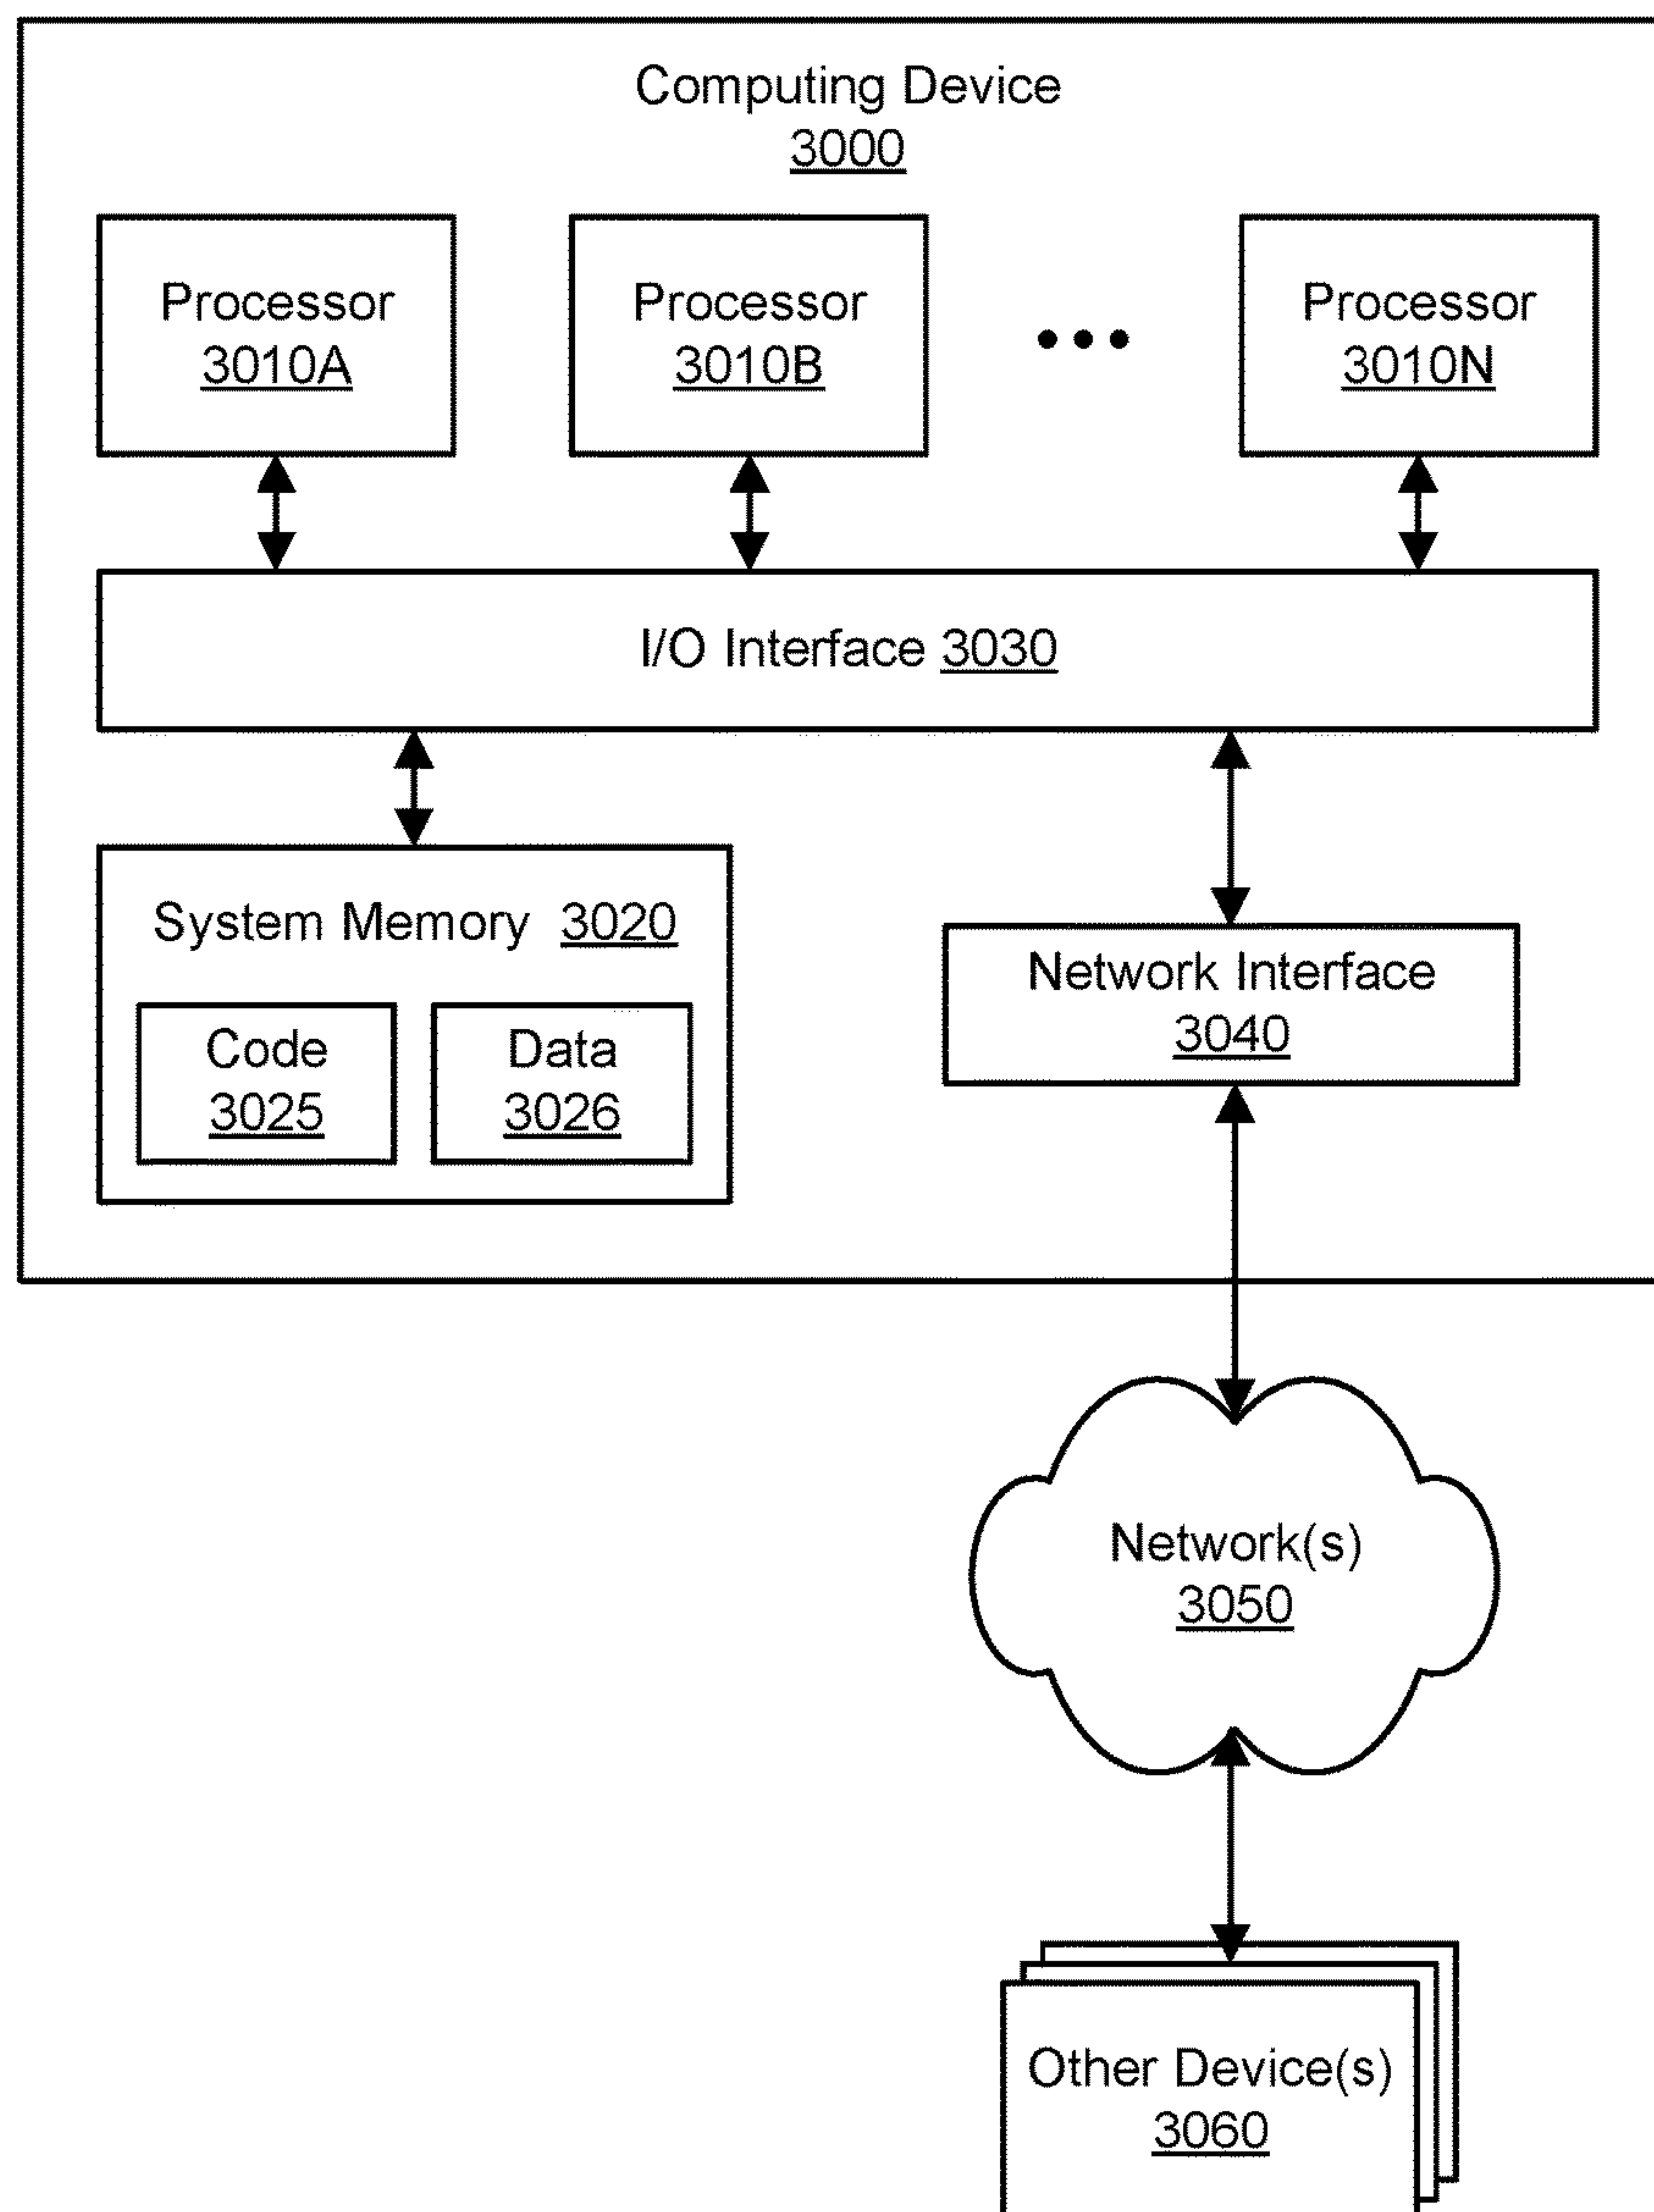 Computing Device
3000
Processor
3010A
Processor
3010B
Processor
3010N
I/O Interface 3030
System Memory 3020
Code
3025
Data
3026
Network Interface
3040
Network(s)
3050
Other Device(s)
3060